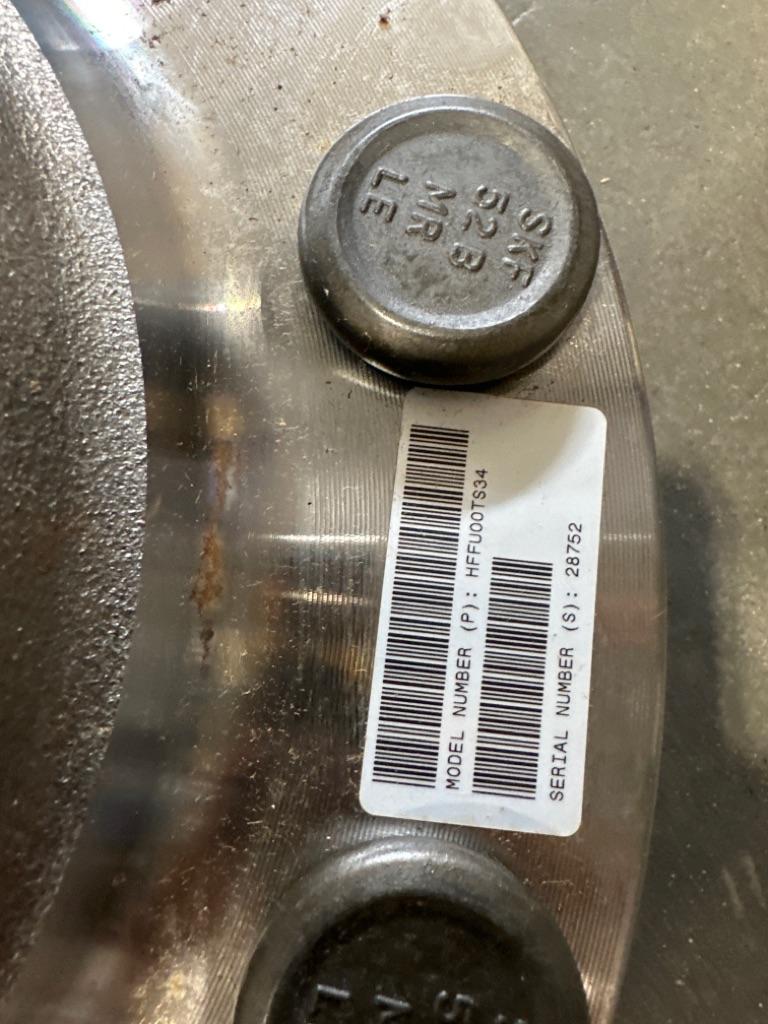 SKF
52 B
MR
LE
MODEL NUMBER (P): HFFU00TS34
SERIAL NUMBER (S): 28752